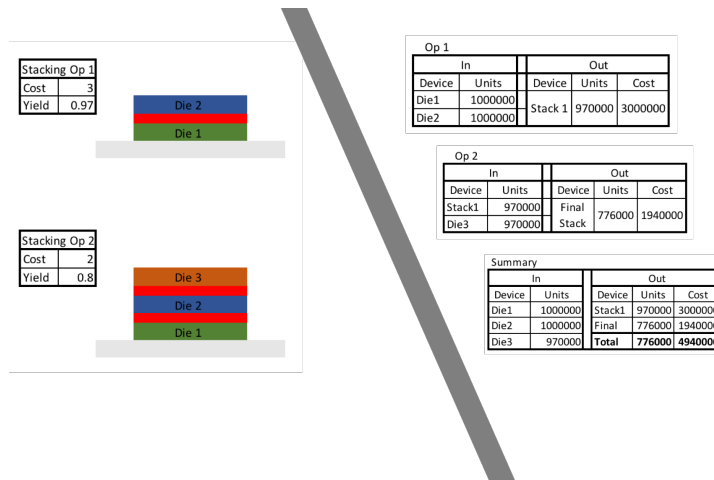 Stacking Op 1
Cost 3
Yield 0.97
Die 2
Die 1
Stacking Op 2
Cost 2
Yield 0.8
Die 3
Die 2
Die 1
Op 1
In Out
Device Units Device Units Cost
Die1 1000000 Stack 1 970000 3000000
Die2 1000000
Op 2
In Out
Device Units Device Units Cost
Stack1 970000 Final Stack 776000 1940000
Die3 970000
Summary
In Out
Device Units Device Units Cost
Die1 1000000 Stack1 970000 3000000
Die2 1000000 Final 776000 1940000
Die3 970000 Total 776000 4940000